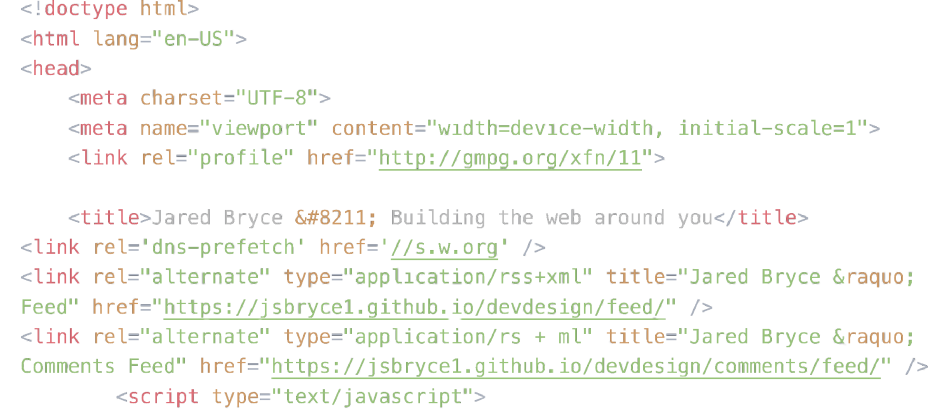 <!doctype html>
<html lang="en-US">
<head>
<meta charset="UTF-8">
<meta name="viewport" content="width=device-width, initial-scale=1">
<link rel="profile" href="http://gmpg.org/xfn/11">
<title>Jared Bryce &#8211; Building the web around you</title>
<link rel='dns-prefetch' href='//s.w.org' />
<link rel="alternate" type="application/rss+xml" title="Jared Bryce &raquo;
Feed" href="https://jsbryce1.github.io/devdesign/feed/" />
<link rel="alternate" type="application/rs + ml" title="Jared Bryce &raquo;
Comments Feed" href="https://jsbryce1.github.io/devdesign/comments/feed/" />
<script type="text/javascript">